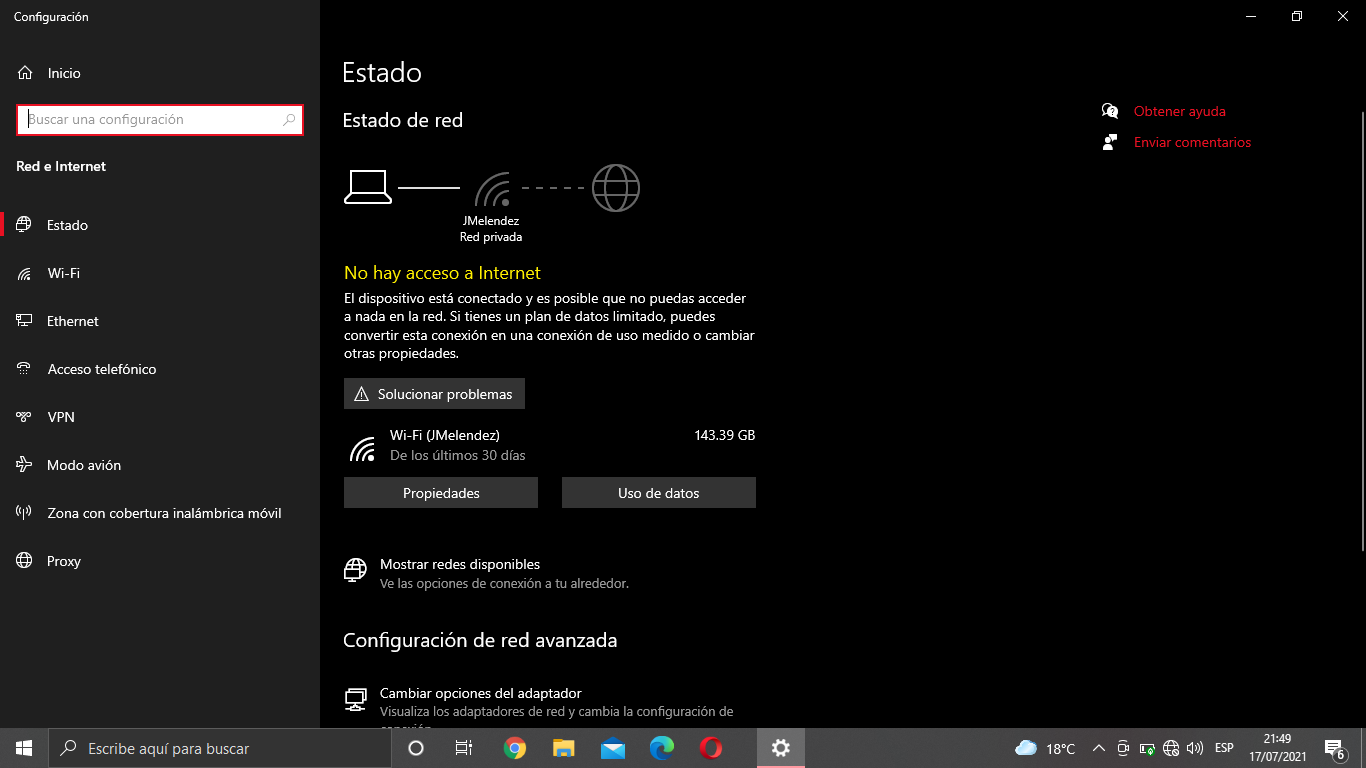 Configuración
Inicio
Buscar una configuración
Red e Internet
Estado
Wi-Fi
Ethernet
Acceso telefónico
VPN
Modo avión
Zona con cobertura inalámbrica móvil
Proxy
Estado
Estado de red
JMelendez
Red privada
No hay acceso a Internet
El dispositivo está conectado y es posible que no puedas acceder
a nada en la red. Si tienes un plan de datos limitado, puedes
convertir esta conexión en una conexión de uso medido o cambiar
otras propiedades.
Solucionar problemas
Wi-Fi (JMelendez) 143.39 GB
De los últimos 30 días
Propiedades Uso de datos
Mostrar redes disponibles
Ve las opciones de conexión a tu alrededor.
Configuración de red avanzada
Cambiar opciones del adaptador
Visualiza los adaptadores de red y cambia la configuración de
conexión.
Obtener ayuda
Enviar comentarios
Escribe aquí para buscar
18°C
ESP
21:49
17/07/2021
6